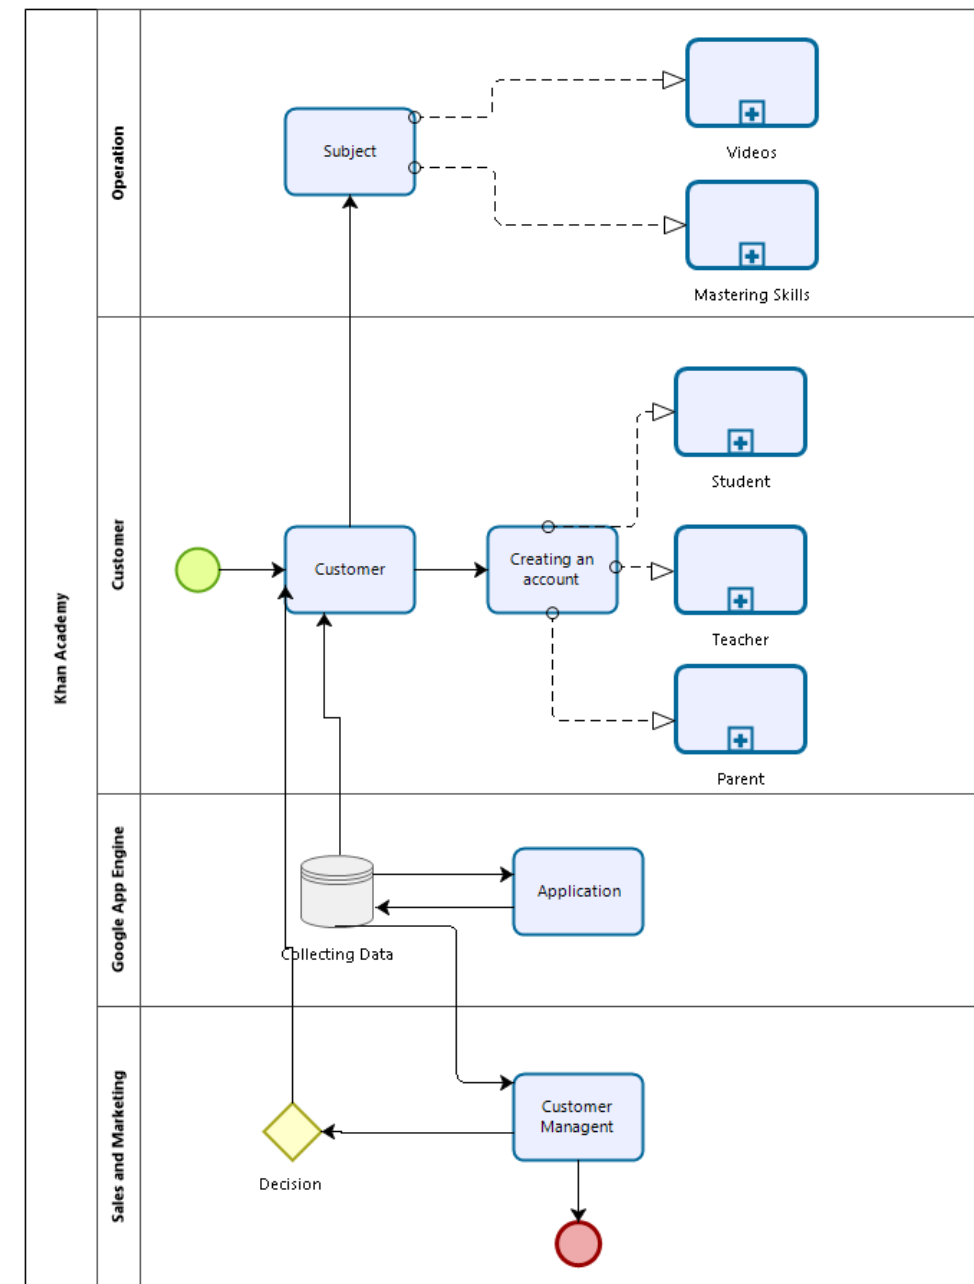 Khan Academy
Operation
Subject
Videos
Mastering Skills
Customer
Customer
Creating an
account
Student
Teacher
Parent
Google App Engine
Application
Collecting Data
Sales and Marketing
Customer
Managent
Decision